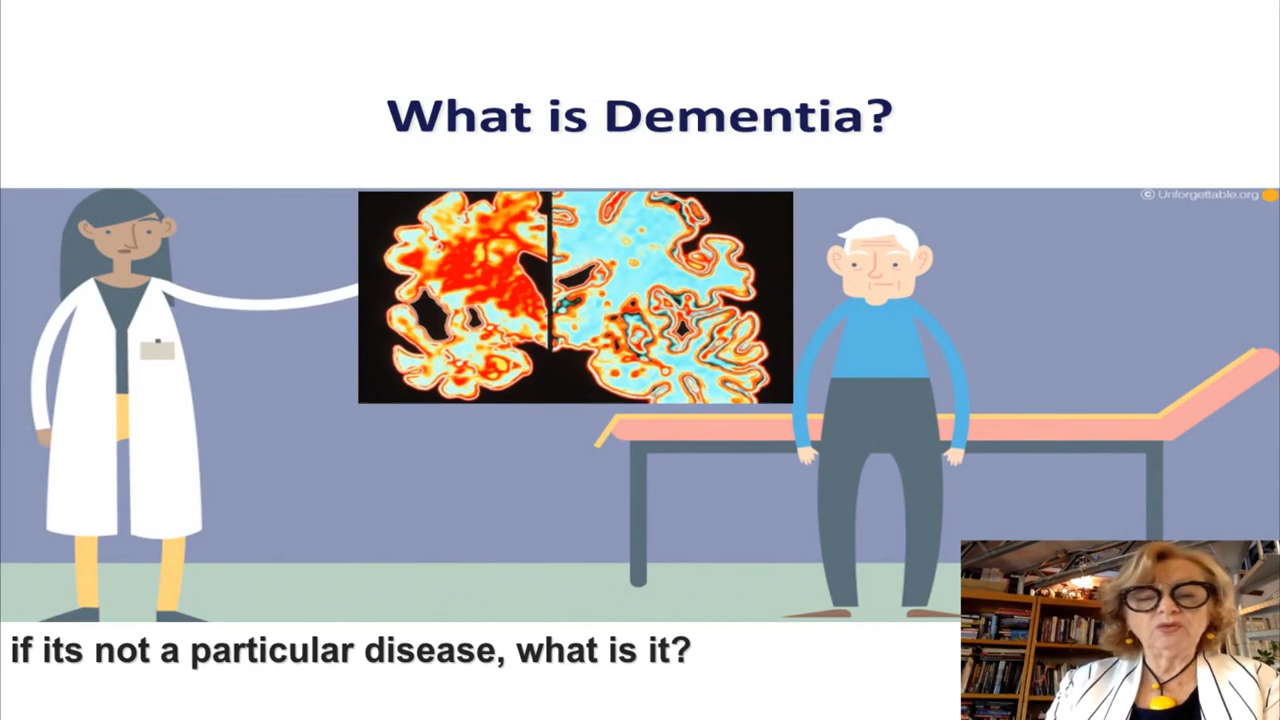 What is Dementia?
© Unforgettable.org
if its not a particular disease, what is it?